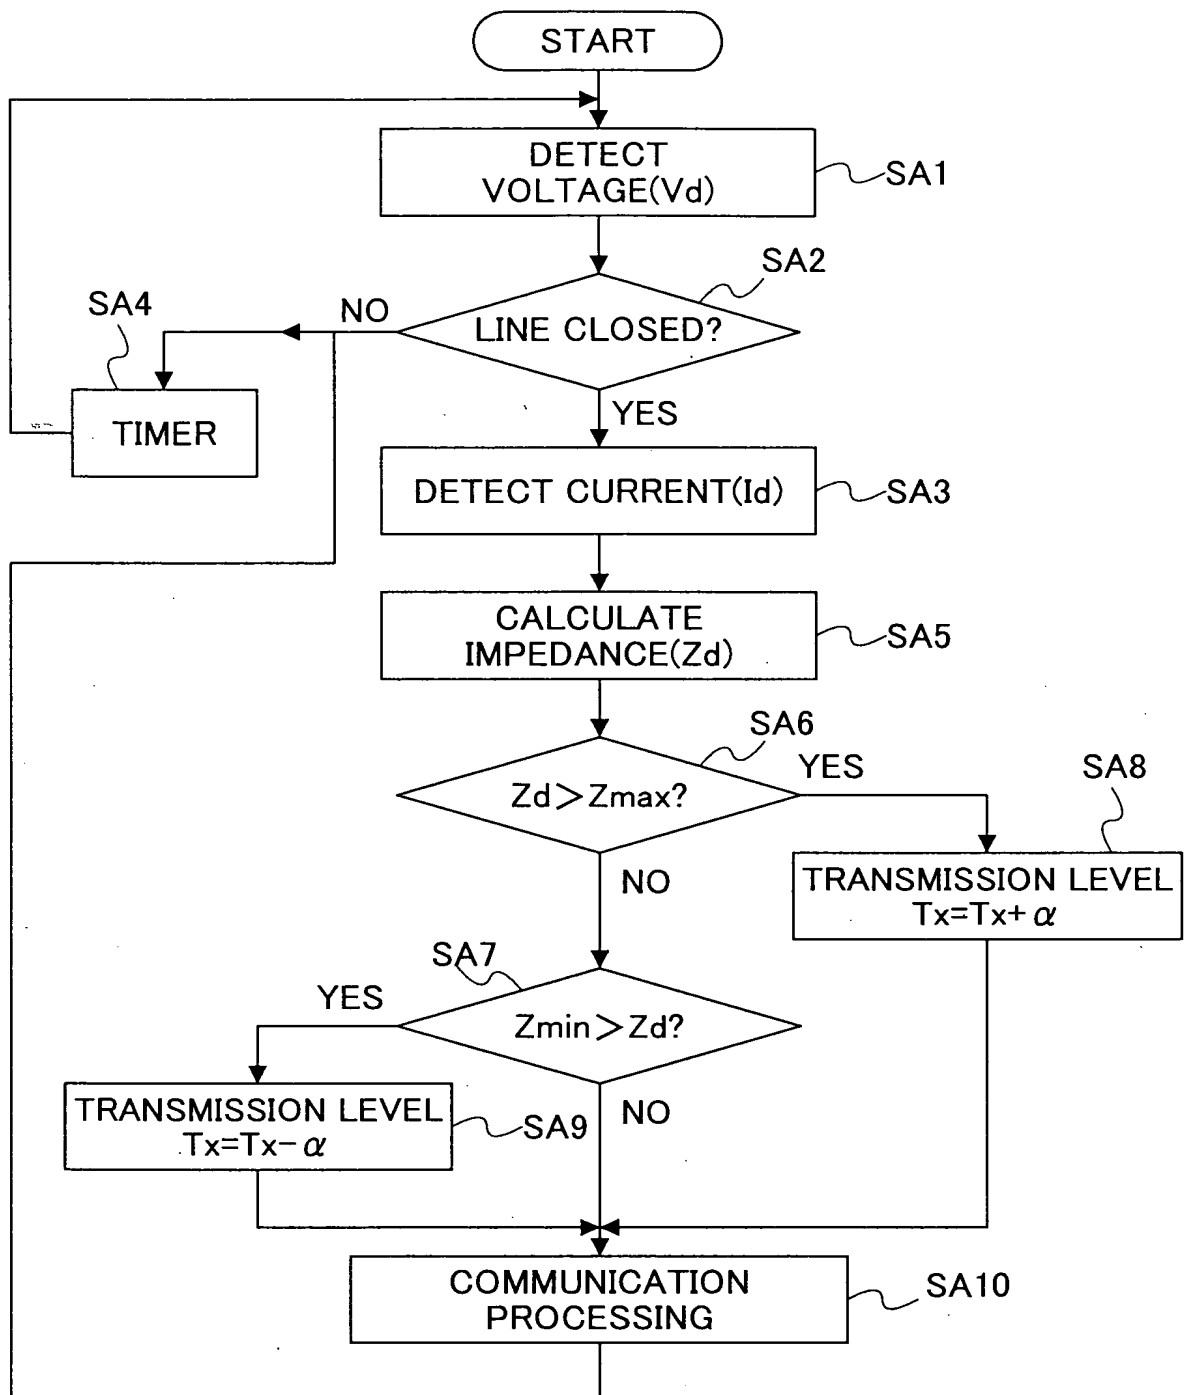 START
DETECT
VOLTAGE(Vd)
SA1
SA2
LINE CLOSED?
NO
SA4
TIMER
YES
DETECT CURRENT(Id)
SA3
CALCULATE
IMPEDANCE(Zd)
SA5
SA6
Zd>Zmax?
YES
SA8
TRANSMISSION LEVEL
Tx=Tx+α
NO
SA7
Zmin>Zd?
YES
TRANSMISSION LEVEL
Tx=Tx-α
SA9
NO
COMMUNICATION
PROCESSING
SA10